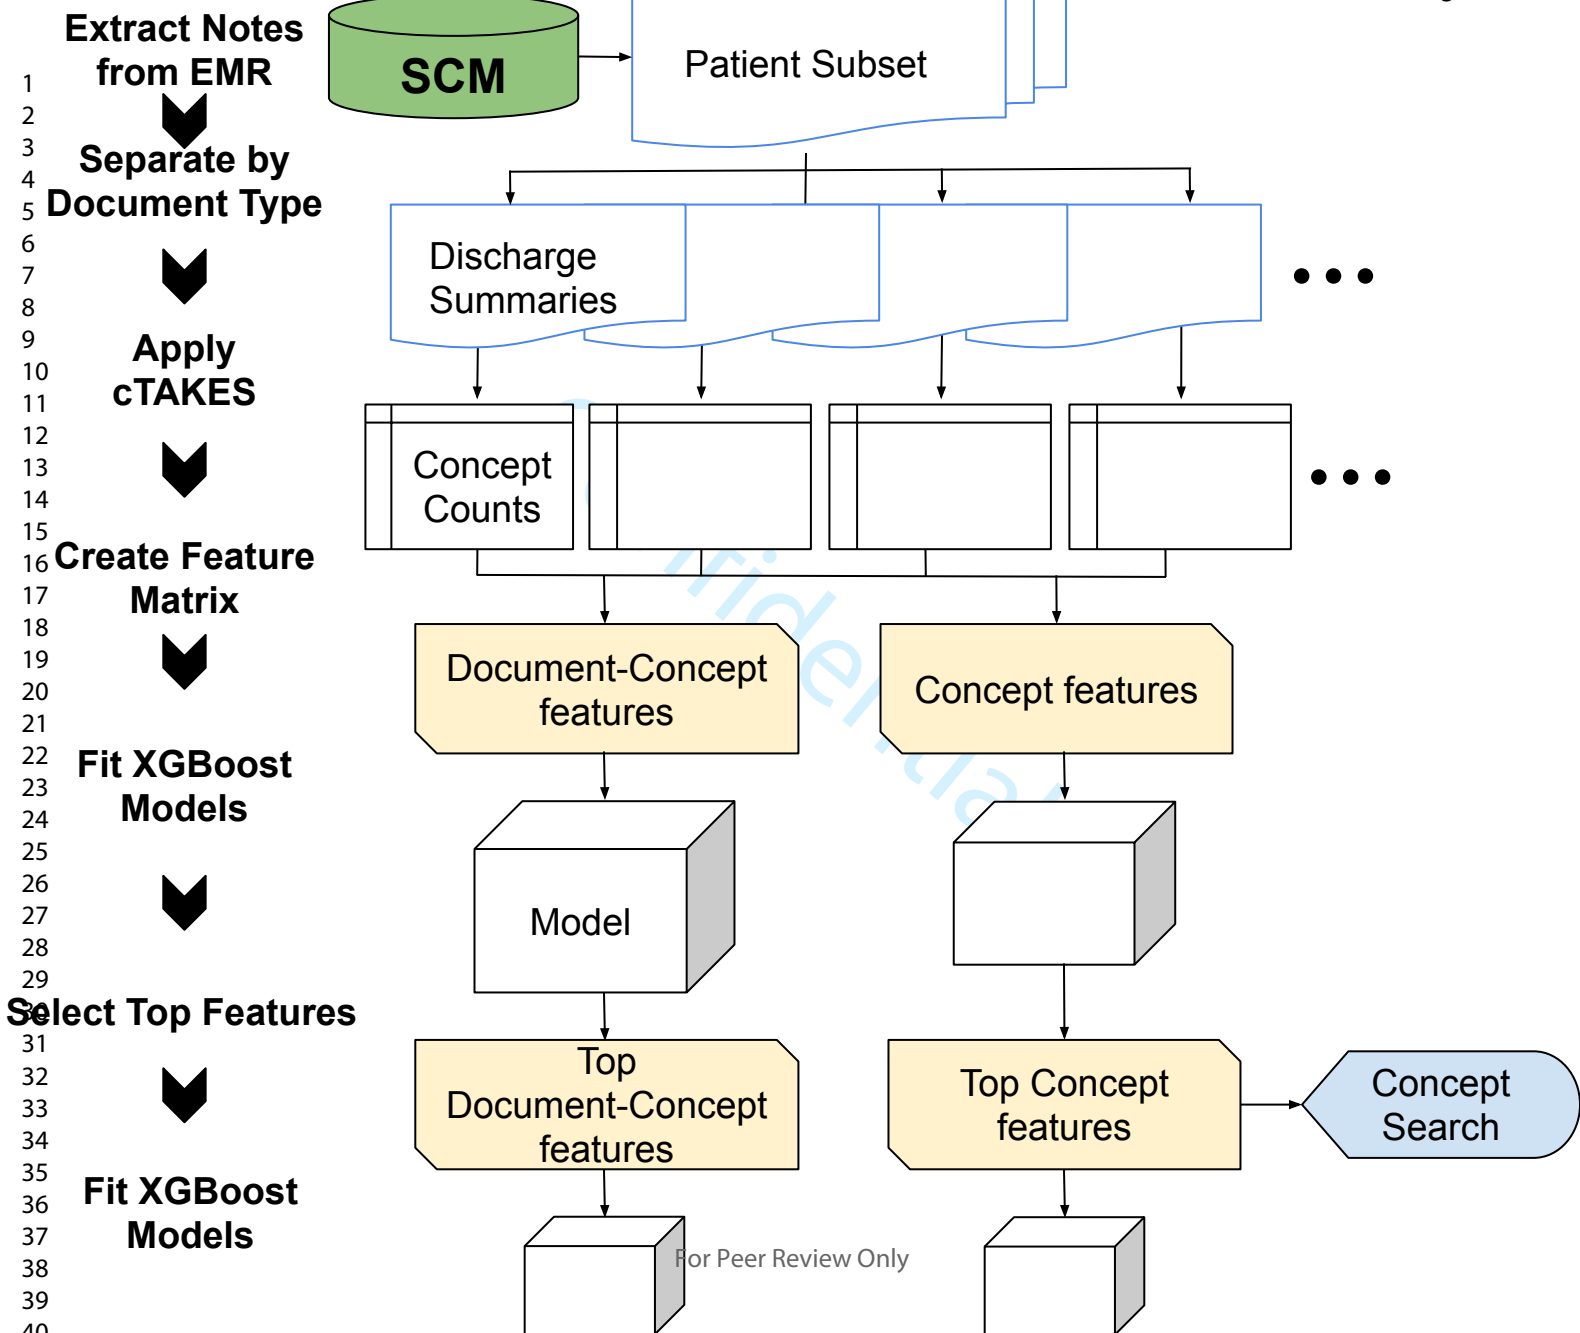 Extract Notes
from EMR
SCM
Patient Subset
1
2
3
Separate by
4
Document Type
5
6
Discharge
7
Summaries
8
9
Apply
10
cTAKES
11
12
Concept
13
Counts
14
15
Create Feature
16
Matrix
17
18
Document-Concept
features
Concept features
19
20
21
22
Fit XGBoost
23
Models
24
25
26
Model
27
28
29
Select Top Features
30
31
Top
Document-Concept
features
Top Concept
features
Concept
Search
32
33
34
35
Fit XGBoost
36
Models
37
38
For Peer Review Only
39
40
Confidential